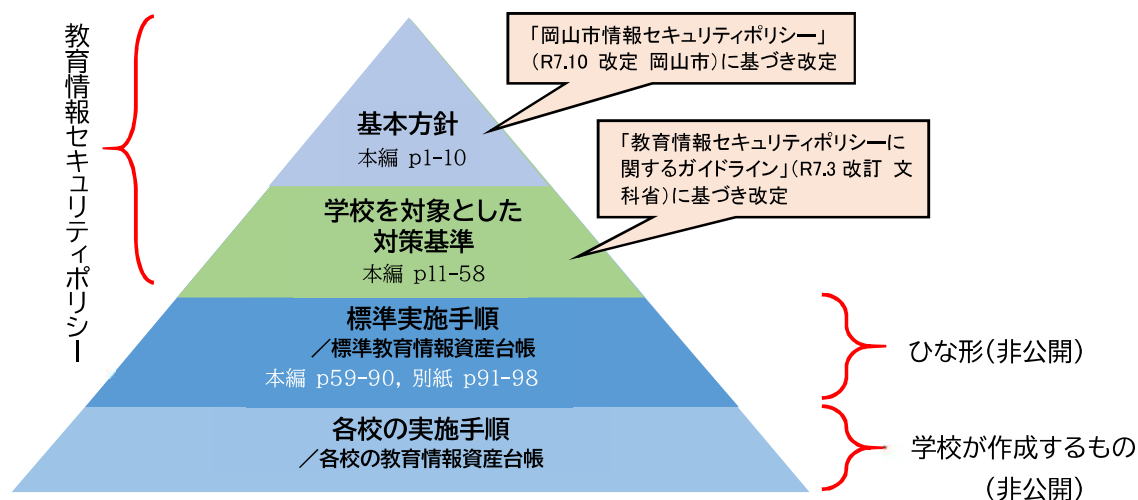 教育情報セキュリティポリシー
「岡山市情報セキュリティポリシー」
(R7.10 改定 岡山市)に基づき改定
基本方針
本編 p1-10
「教育情報セキュリティポリシーに
関するガイドライン」(R7.3 改訂 文
科省)に基づき改定
学校を対象とした
対策基準
本編 p11-58
標準実施手順
／標準教育情報資産台帳
本編 p59-90, 別紙 p91-98
ひな形(非公開)
各校の実施手順
／各校の教育情報資産台帳
学校が作成するもの
(非公開)